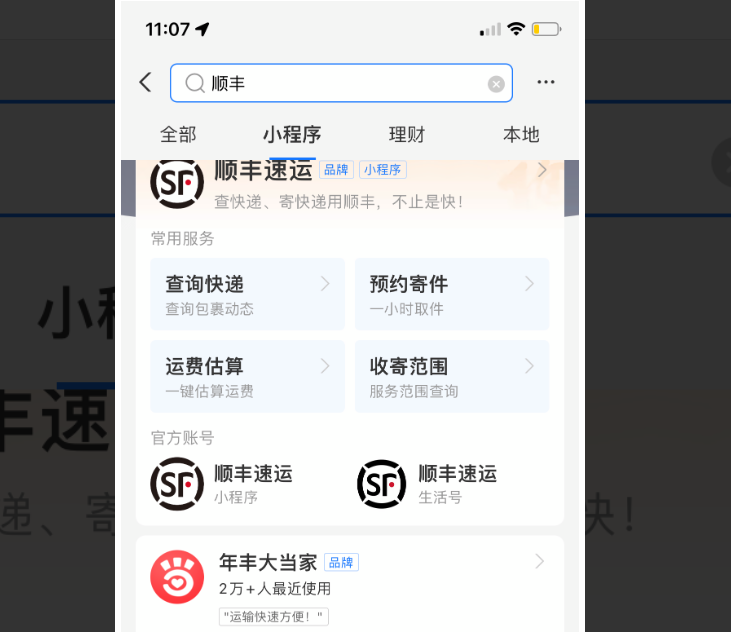 11:07
顺丰
全部 小程序 理财 本地
顺丰速运 品牌 小程序
查快递、寄快递用顺丰，不止是快！
常用服务
查询快递 预约寄件
查询包裹动态 一小时取件
运费估算 收寄范围
一键估算运费 服务范围查询
官方账号
SF 顺丰速运 SF 顺丰速运
小程序 生活号
年丰大当家 品牌
2万+人最近使用
"运输快速方便！"